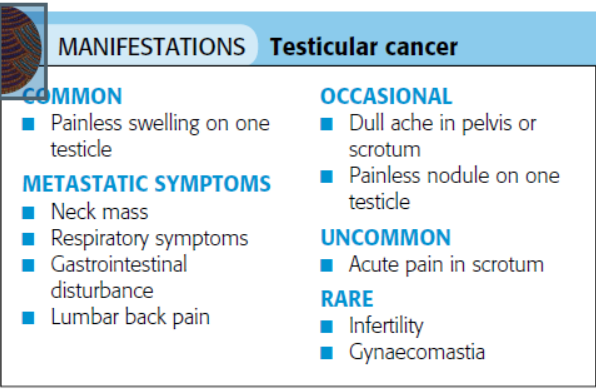 MANIFESTATIONS Testicular cancer
COMMON
■ Painless swelling on one
testicle
METASTATIC SYMPTOMS
■ Neck mass
■ Respiratory symptoms
■ Gastrointestinal
disturbance
■ Lumbar back pain
OCCASIONAL
■ Dull ache in pelvis or
scrotum
■ Painless nodule on one
testicle
UNCOMMON
■ Acute pain in scrotum
RARE
■ Infertility
■ Gynaecomastia